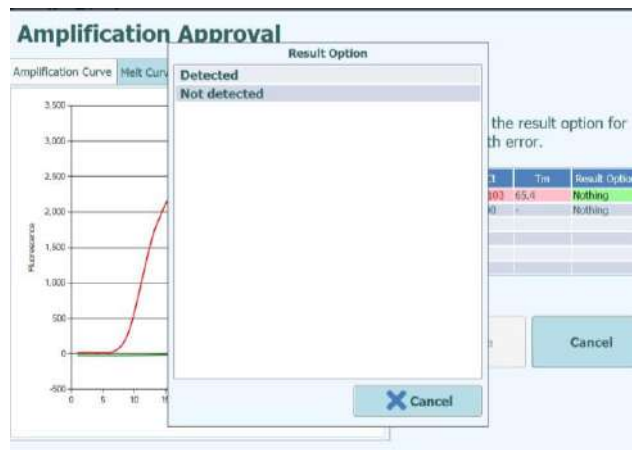 Amplification Approval
Result Option
Amplification Curve
Melt Curv
Detected
Not detected
the result option for
th error.
Ct
Tm
Result Option
103
65.4
Nothing
-
Nothing
3,500
3,000
2,500
2,000
1,500
1,000
500
0
-500
Fluorescence
0
5
10
Cancel
Cancel